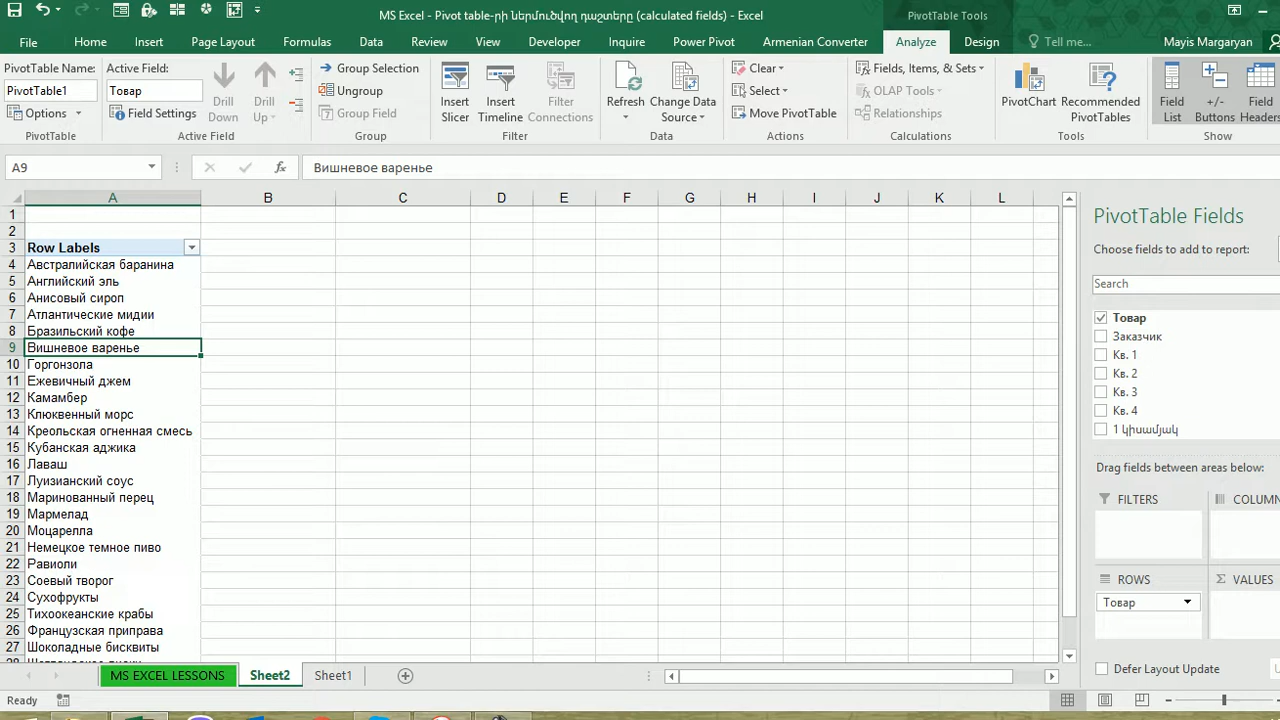 MS Excel - Pivot table-րի ներմուծվող դաշտերը (calculated fields) - Excel
PivotTable Tools
File Home Insert Page Layout Formulas Data Review View Developer Inquire Power Pivot Armenian Converter Analyze Design Tell me... Mayis Margaryan
PivotTable Name:
PivotTable1
Options
PivotTable
Active Field:
Товар
Field Settings
Drill Down
Drill Up
Active Field
Group Selection
Ungroup
Group Field
Group
Insert Slicer
Insert Timeline
Filter Connections
Filter
Refresh
Change Data Source
Data
Clear
Select
Move PivotTable
Actions
Fields, Items, & Sets
OLAP Tools
Relationships
Calculations
PivotChart
Recommended PivotTables
Tools
Field List
+/- Buttons
Field Headers
Show
A9
Вишневое варенье
A B C D E F G H I J K L
1
2
3 Row Labels
4 Австралийская баранина
5 Английский эль
6 Анисовый сироп
7 Атлантические мидии
8 Бразильский кофе
9 Вишневое варенье
10 Горгонзола
11 Ежевичный джем
12 Камамбер
13 Клюквенный морс
14 Креольская огненная смесь
15 Кубанская аджика
16 Лаваш
17 Луизианский соус
18 Маринованный перец
19 Мармелад
20 Моцарелла
21 Немецкое темное пиво
22 Равиоли
23 Соевый творог
24 Сухофрукты
25 Тихоокеанские крабы
26 Французская приправа
27 Шоколадные бисквиты
PivotTable Fields
Choose fields to add to report:
Search
Товар
Заказчик
Кв. 1
Кв. 2
Кв. 3
Кв. 4
1 կիսամյակ
Drag fields between areas below:
FILTERS
COLUMN
ROWS
Σ VALUES
Товар
Defer Layout Update
MS EXCEL LESSONS Sheet2 Sheet1
Ready